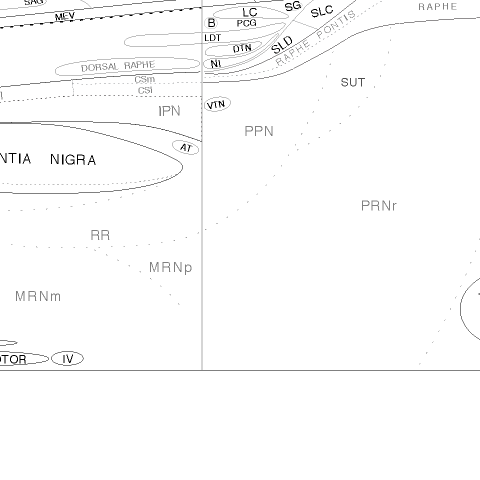 SAG
MEV
B
LC
PCG
SG
SLC
RAPHE
LDT
DTN
SLD
RAPHE PONTIS
DORSAL RAPHE
NI
CSm
CSl
SUT
IPN
VTN
PPN
AT
NTIA NIGRA
PRNr
RR
MRNp
MRNm
OTOR
IV